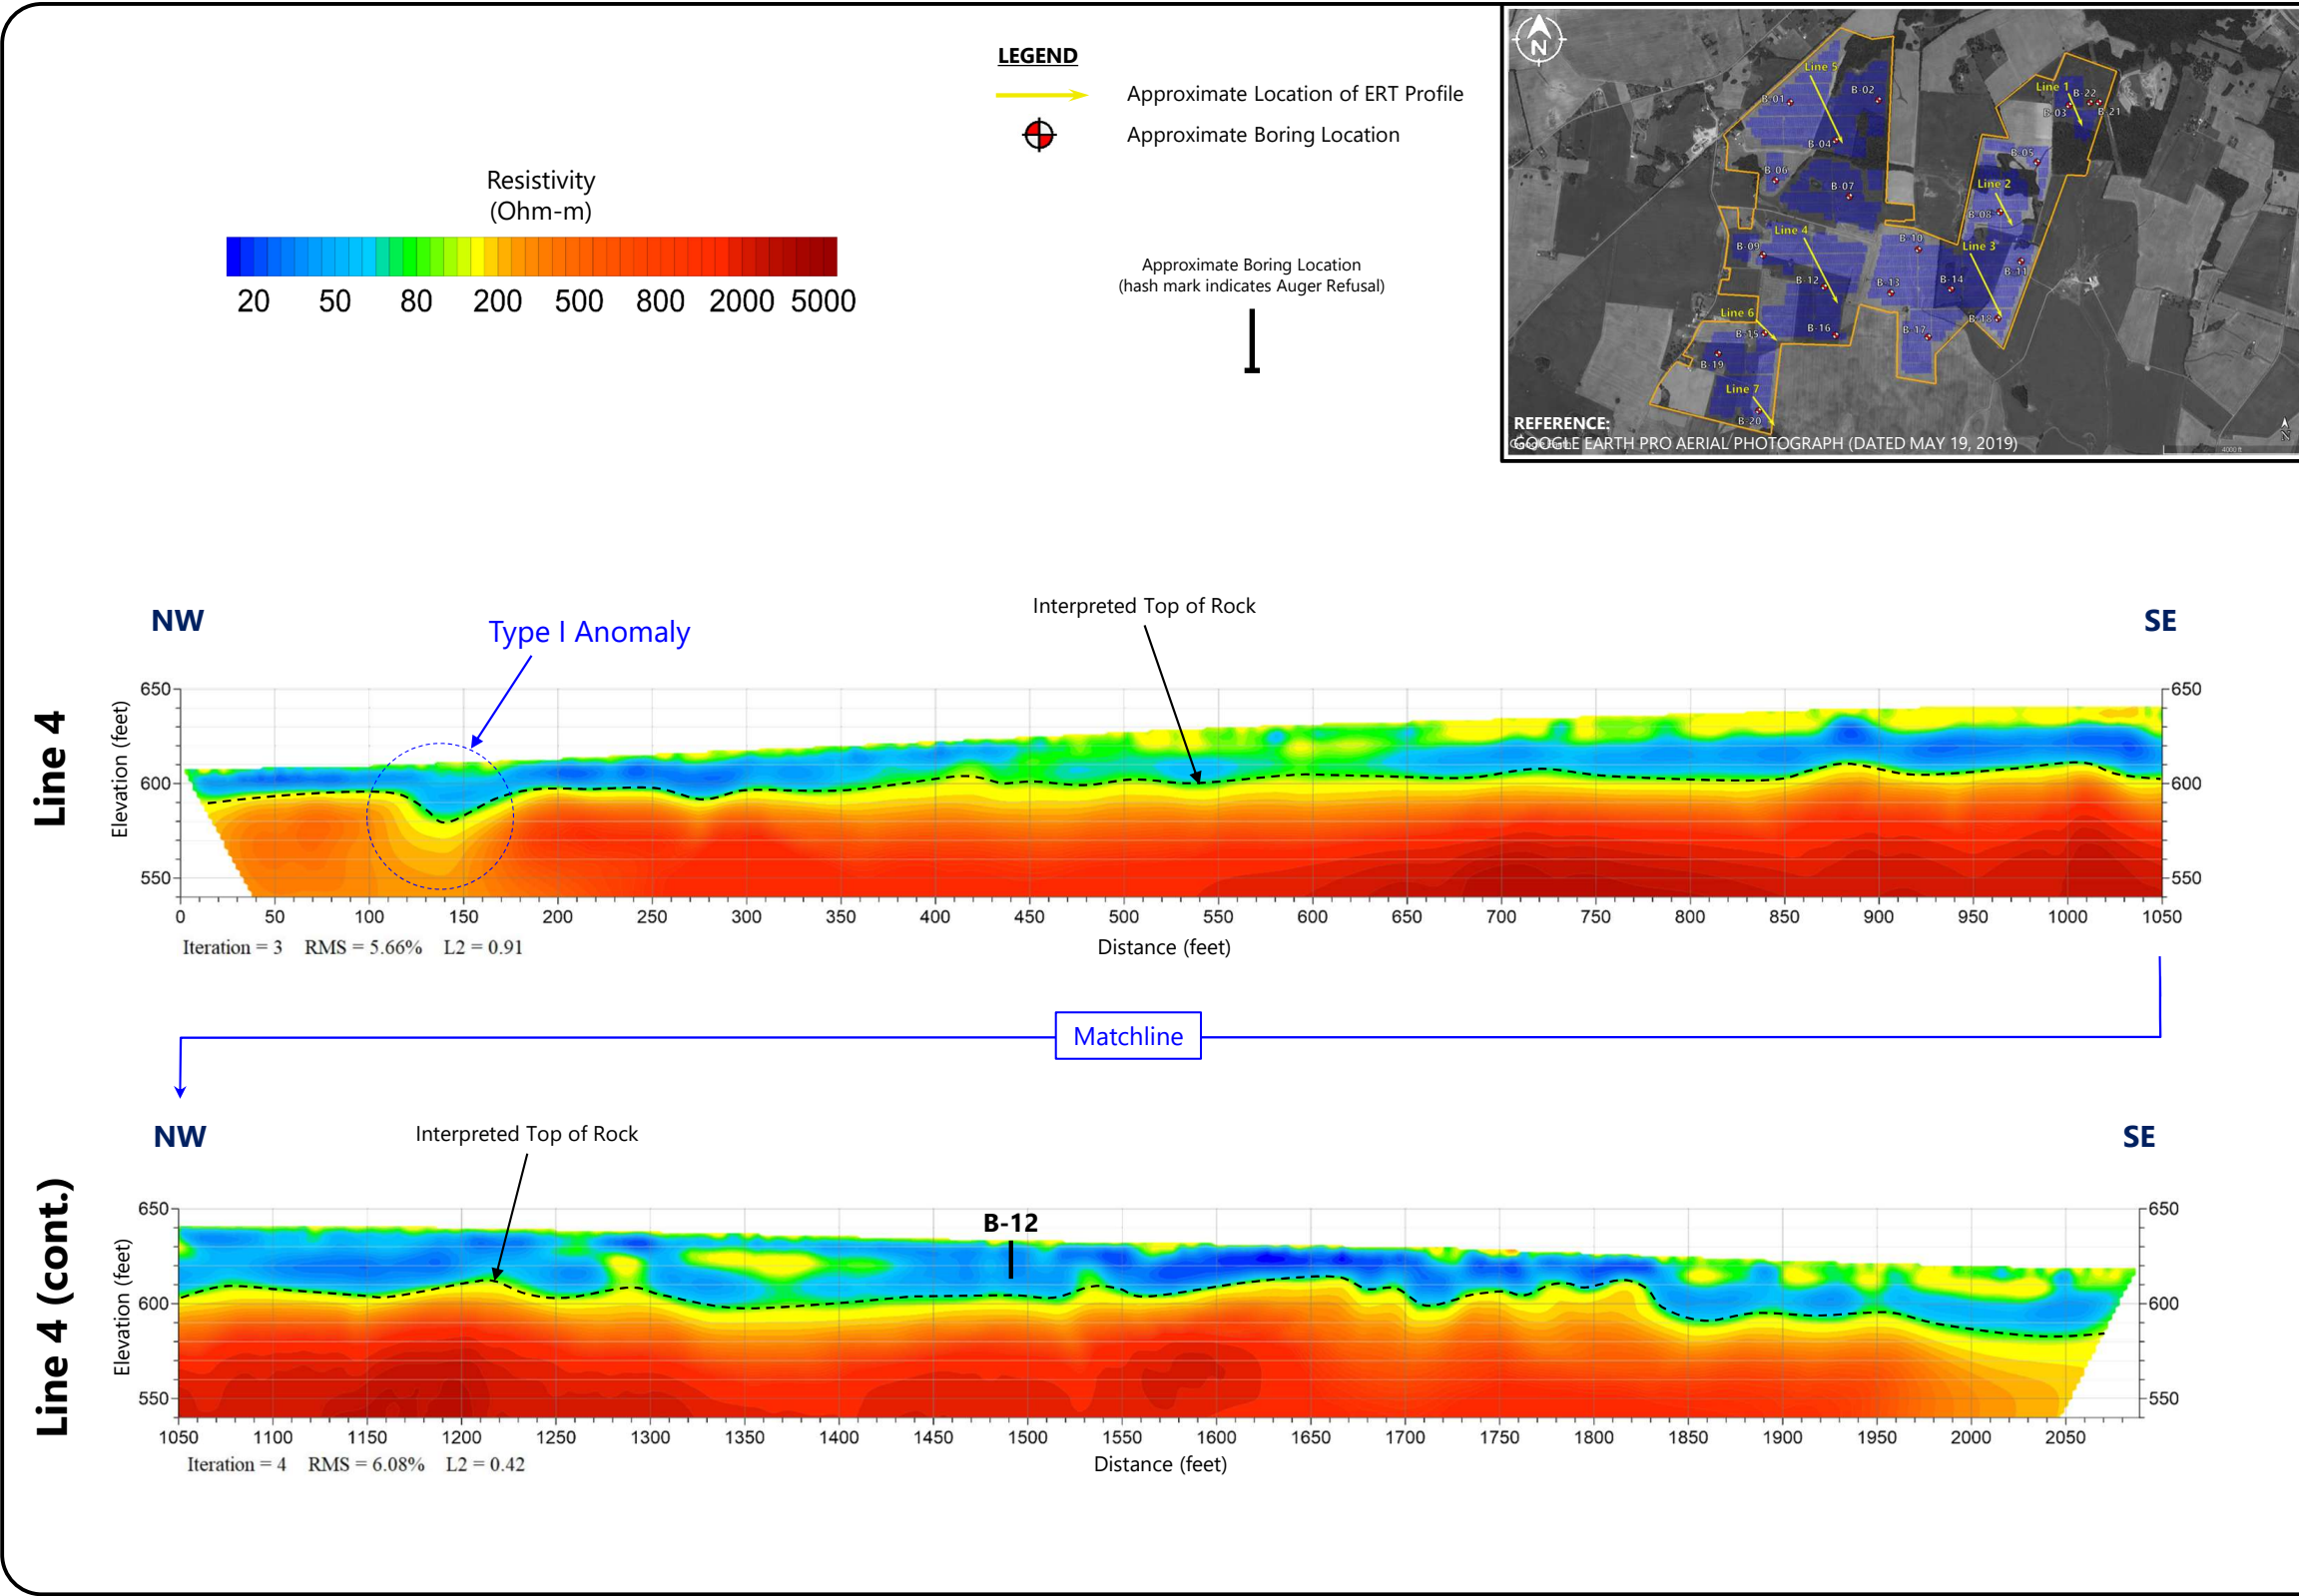 LEGEND
Approximate Location of ERT Profile
Approximate Boring Location
Resistivity
(Ohm-m)
20 50 80 200 500 800 2000 5000
Approximate Boring Location
(hash mark indicates Auger Refusal)
N
Line 5
B-01
B-02
B-04
B-06
B-07
Line 1
B-22
B-03
B-21
B-05
Line 2
B-08
Line 4
B-09
B-10
Line 3
B-11
B-12
B-13
B-14
Line 6
B-15
B-16
B-17
B-18
B-19
Line 7
B-20
REFERENCE:
GOOGLE EARTH PRO AERIAL PHOTOGRAPH (DATED MAY 19, 2019)
N
4000 ft
Line 4
NW
Type I Anomaly
Interpreted Top of Rock
SE
Elevation (feet)
650
600
550
650
600
550
0 50 100 150 200 250 300 350 400 450 500 550 600 650 700 750 800 850 900 950 1000 1050
Iteration = 3 RMS = 5.66% L2 = 0.91
Distance (feet)
Matchline
Line 4 (cont.)
NW
Interpreted Top of Rock
SE
B-12
Elevation (feet)
650
600
550
650
600
550
1050 1100 1150 1200 1250 1300 1350 1400 1450 1500 1550 1600 1650 1700 1750 1800 1850 1900 1950 2000 2050
Iteration = 4 RMS = 6.08% L2 = 0.42
Distance (feet)